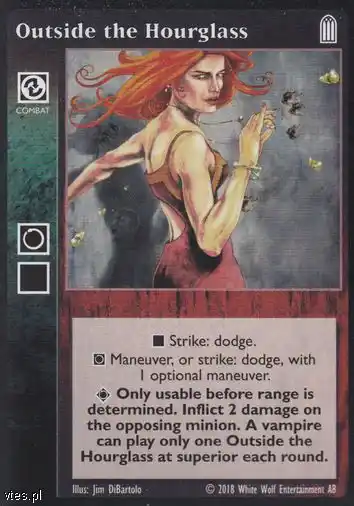 Outside the Hourglass
COMBAT
Strike: dodge.
Maneuver, or strike: dodge, with
1 optional maneuver.
Only usable before range is
determined. Inflict 2 damage on
the opposing minion. A vampire
can play only one Outside the
Hourglass at superior each round.
Illus: Jim DiBartolo
© 2018 White Wolf Entertainment AB
vtes.pl